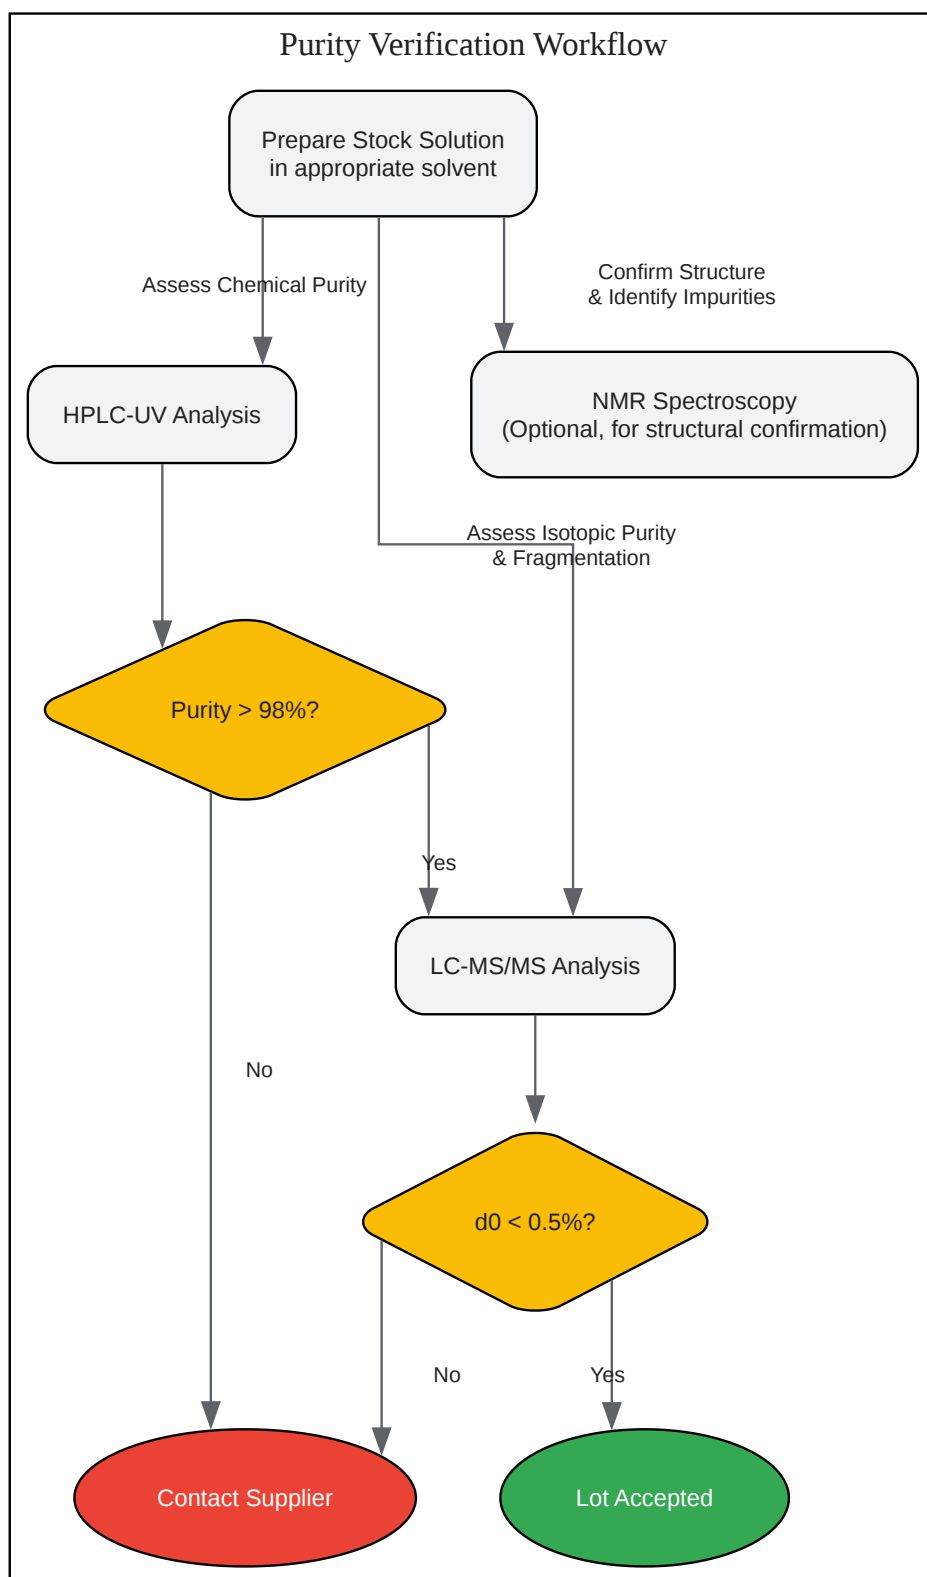 Purity Verification Workflow
Prepare Stock Solution
in appropriate solvent
Assess Chemical Purity
Confirm Structure
& Identify Impurities
HPLC-UV Analysis
NMR Spectroscopy
(Optional, for structural confirmation)
Assess Isotopic Purity
& Fragmentation
Purity > 98%?
Yes
LC-MS/MS Analysis
No
d0 < 0.5%?
No
Yes
Contact Supplier
Lot Accepted